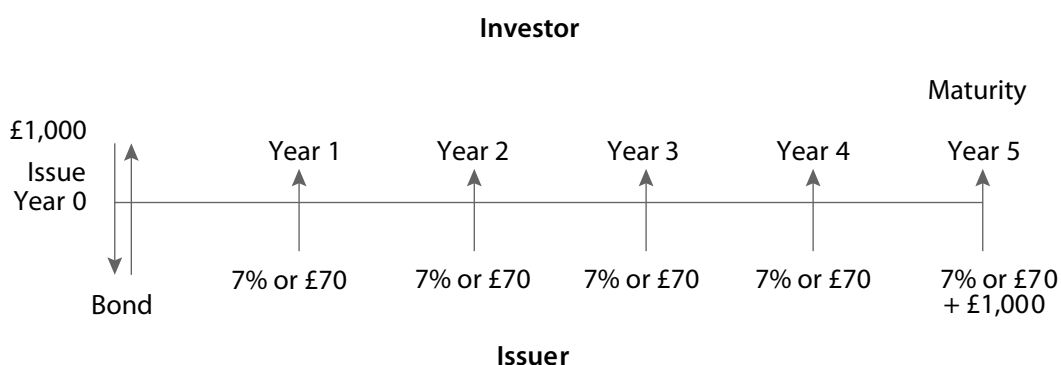 Investor
Maturity
£1,000
Issue
Year 0
Year 1
Year 2
Year 3
Year 4
Year 5
Bond
7% or £70
7% or £70
7% or £70
7% or £70
7% or £70
+ £1,000
Issuer